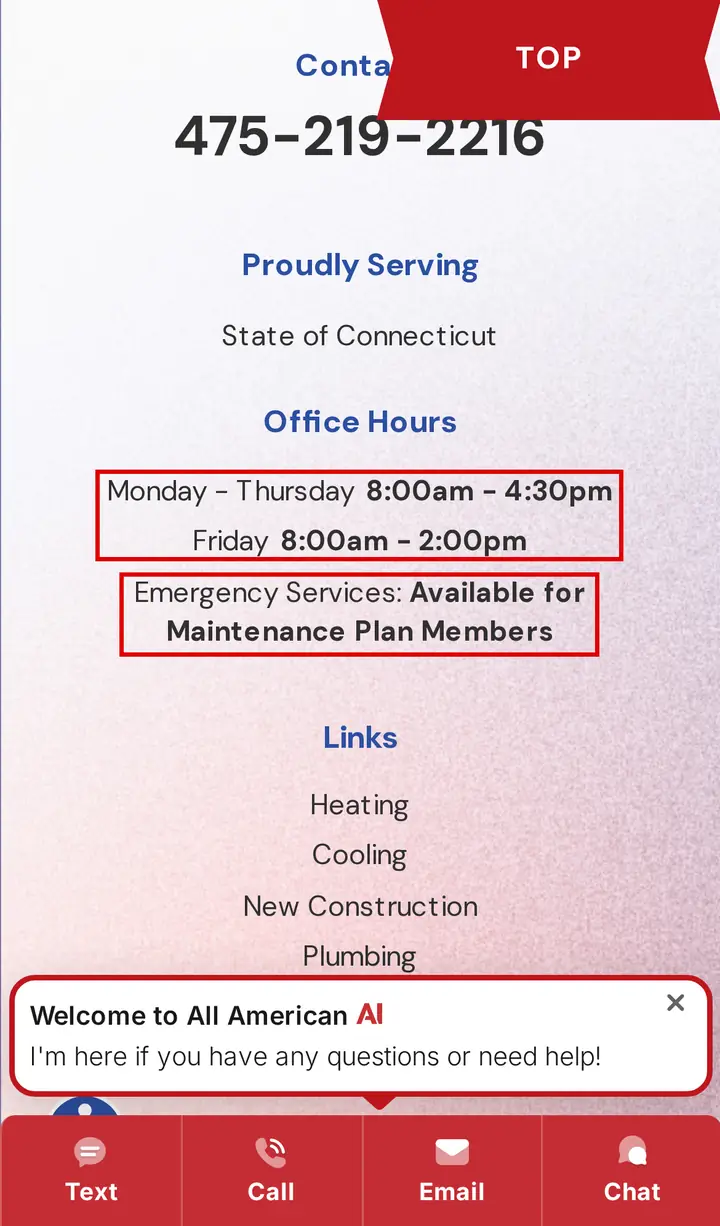 TOP
Conta
475-219-2216
Proudly Serving
State of Connecticut
Office Hours
Monday - Thursday 8:00am - 4:30pm
Friday 8:00am - 2:00pm
Emergency Services: Available for
Maintenance Plan Members
Links
Heating
Cooling
New Construction
Plumbing
Welcome to All American AI
I'm here if you have any questions or need help!
Text
Call
Email
Chat